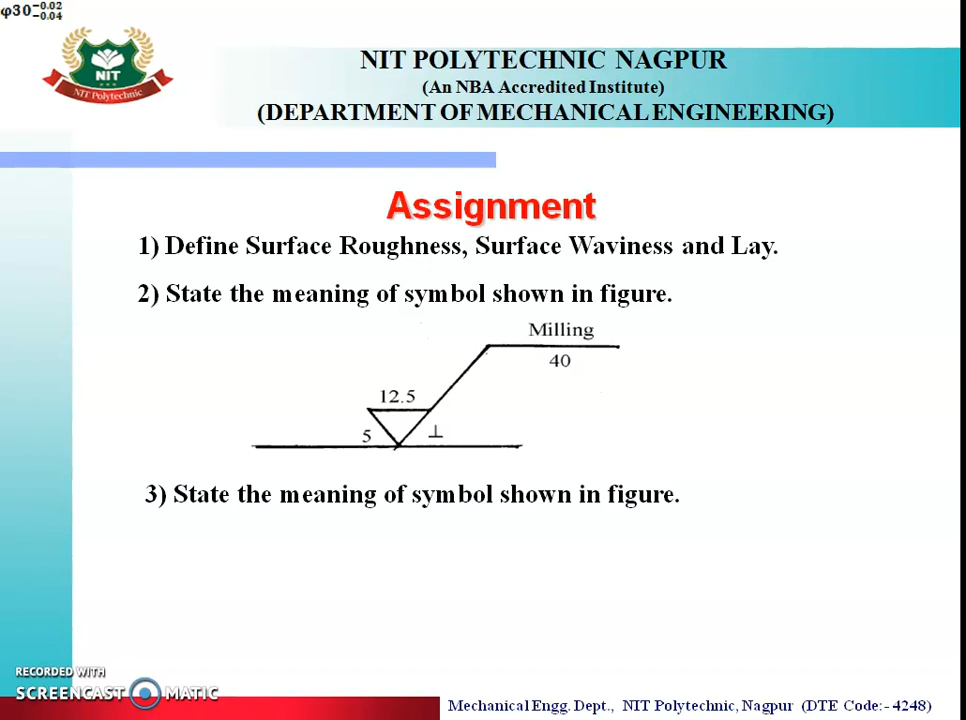 φ30−0.02
−0.04
NIT
NIT Polytechnic
NIT POLYTECHNIC NAGPUR
(An NBA Accredited Institute)
(DEPARTMENT OF MECHANICAL ENGINEERING)
Assignment
1) Define Surface Roughness, Surface Waviness and Lay.
2) State the meaning of symbol shown in figure.
Milling
40
12.5
5 ⊥
3) State the meaning of symbol shown in figure.
RECORDED WITH
SCREENCAST MATIC
Mechanical Engg. Dept., NIT Polytechnic, Nagpur (DTE Code:- 4248)